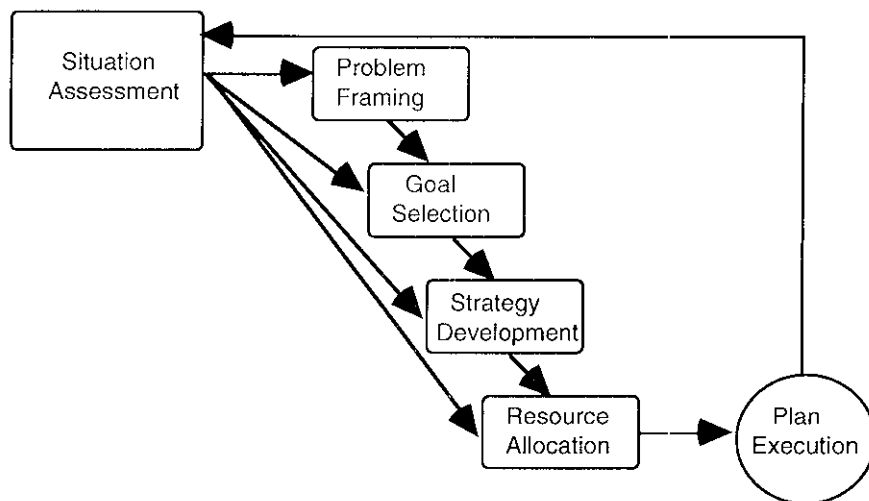 Situation
Assessment
Problem
Framing
Goal
Selection
Strategy
Development
Resource
Allocation
Plan
Execution